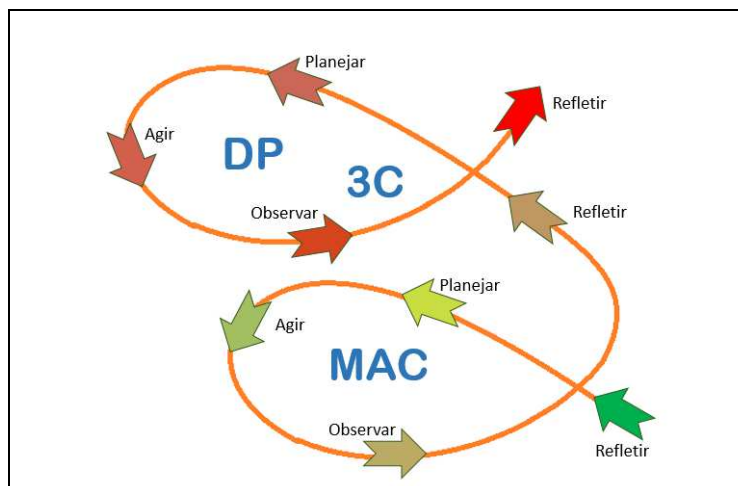 Planejar
Refletir
Agir
DP
3C
Observar
Refletir
Planejar
Agir
MAC
Observar
Refletir